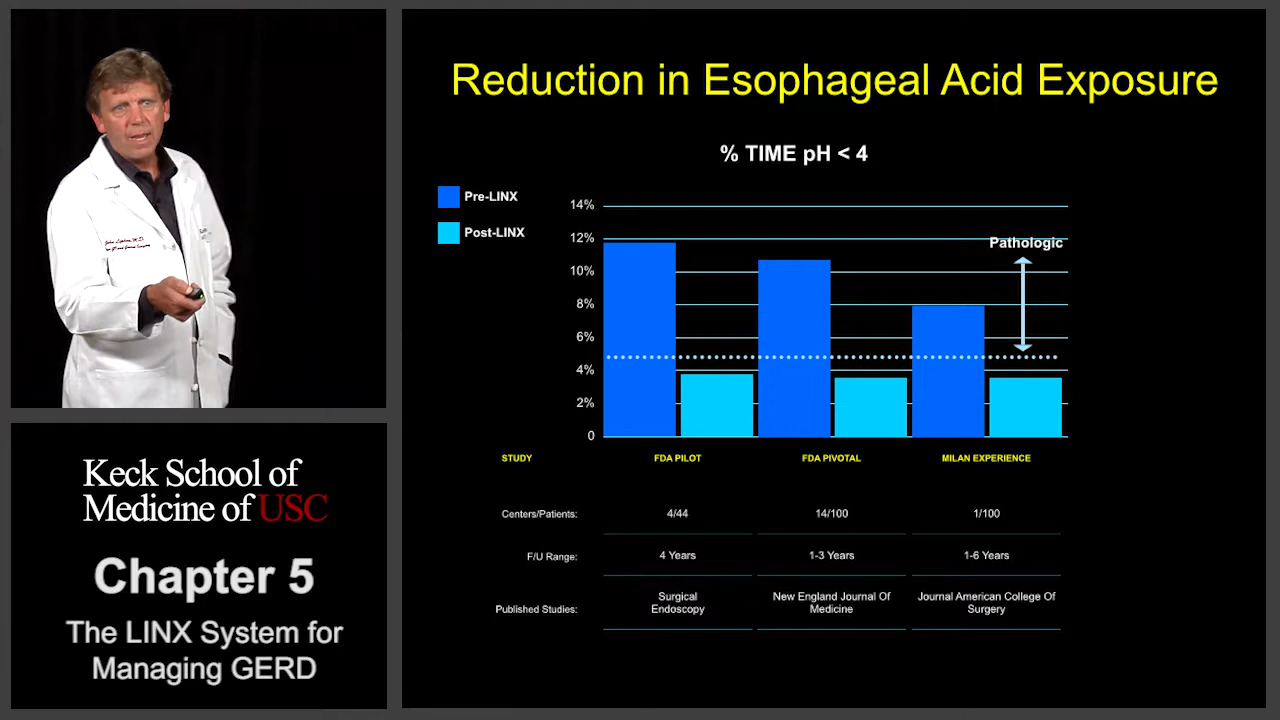 Reduction in Esophageal Acid Exposure
% TIME pH < 4
Pre-LINX
Post-LINX
14%
12%
10%
8%
6%
4%
2%
0
Pathologic
STUDY FDA PILOT FDA PIVOTAL MILAN EXPERIENCE
Centers/Patients: 4/44 14/100 1/100
F/U Range: 4 Years 1-3 Years 1-6 Years
Published Studies:
Surgical
Endoscopy
New England Journal Of
Medicine
Journal American College Of
Surgery
Keck School of
Medicine of USC
Chapter 5
The LINX System for
Managing GERD